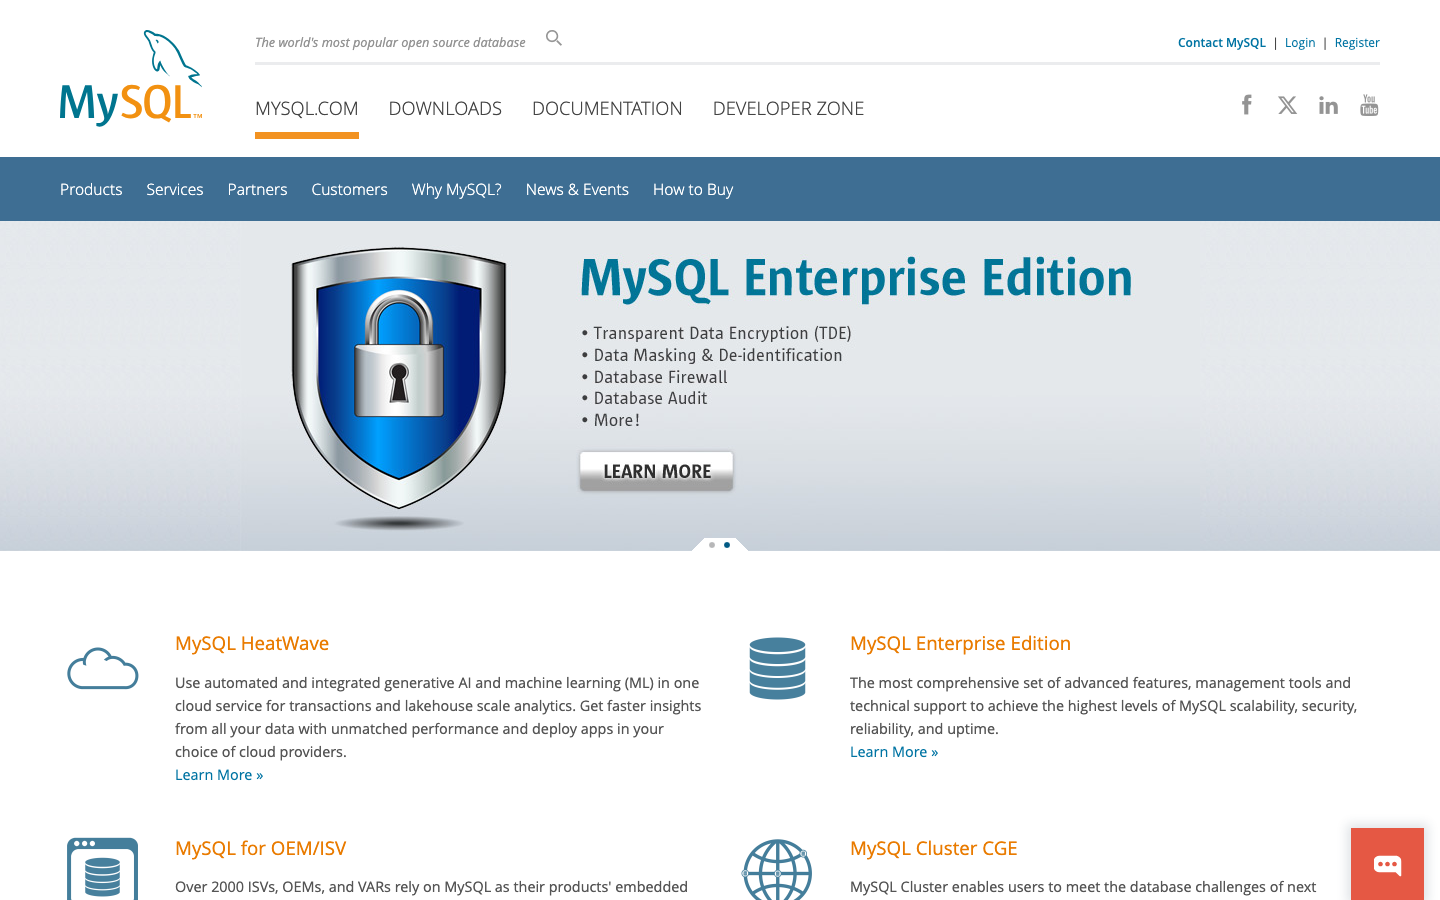 The world's most popular open source database
Contact MySQL | Login | Register
MySQL™
MYSQL.COM DOWNLOADS DOCUMENTATION DEVELOPER ZONE
You
Tube
Products Services Partners Customers Why MySQL? News & Events How to Buy
MySQL Enterprise Edition
• Transparent Data Encryption (TDE)
• Data Masking & De-identification
• Database Firewall
• Database Audit
• More!
LEARN MORE
MySQL HeatWave
Use automated and integrated generative AI and machine learning (ML) in one
cloud service for transactions and lakehouse scale analytics. Get faster insights
from all your data with unmatched performance and deploy apps in your
choice of cloud providers.
Learn More »
MySQL Enterprise Edition
The most comprehensive set of advanced features, management tools and
technical support to achieve the highest levels of MySQL scalability, security,
reliability, and uptime.
Learn More »
MySQL for OEM/ISV
Over 2000 ISVs, OEMs, and VARs rely on MySQL as their products' embedded
MySQL Cluster CGE
MySQL Cluster enables users to meet the database challenges of next